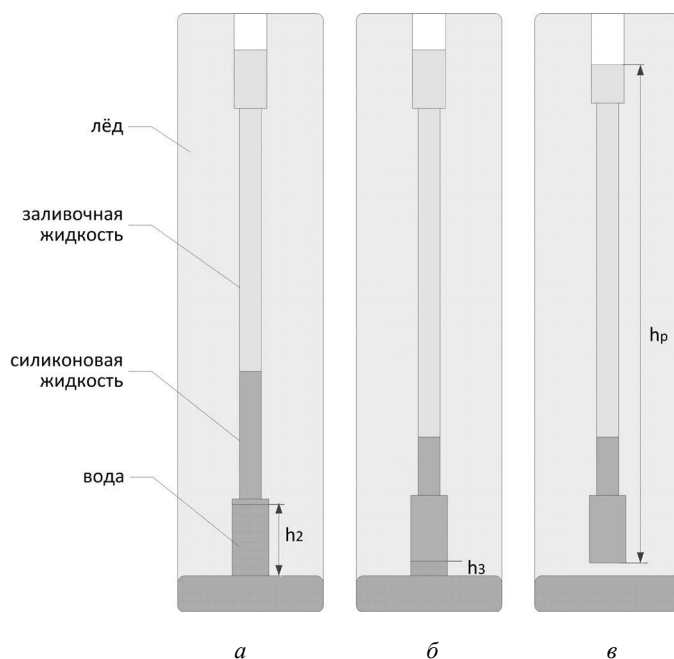 лёд
заливочная
жидкость
силиконовая
жидкость
вода
h2
h3
hp
а
б
в